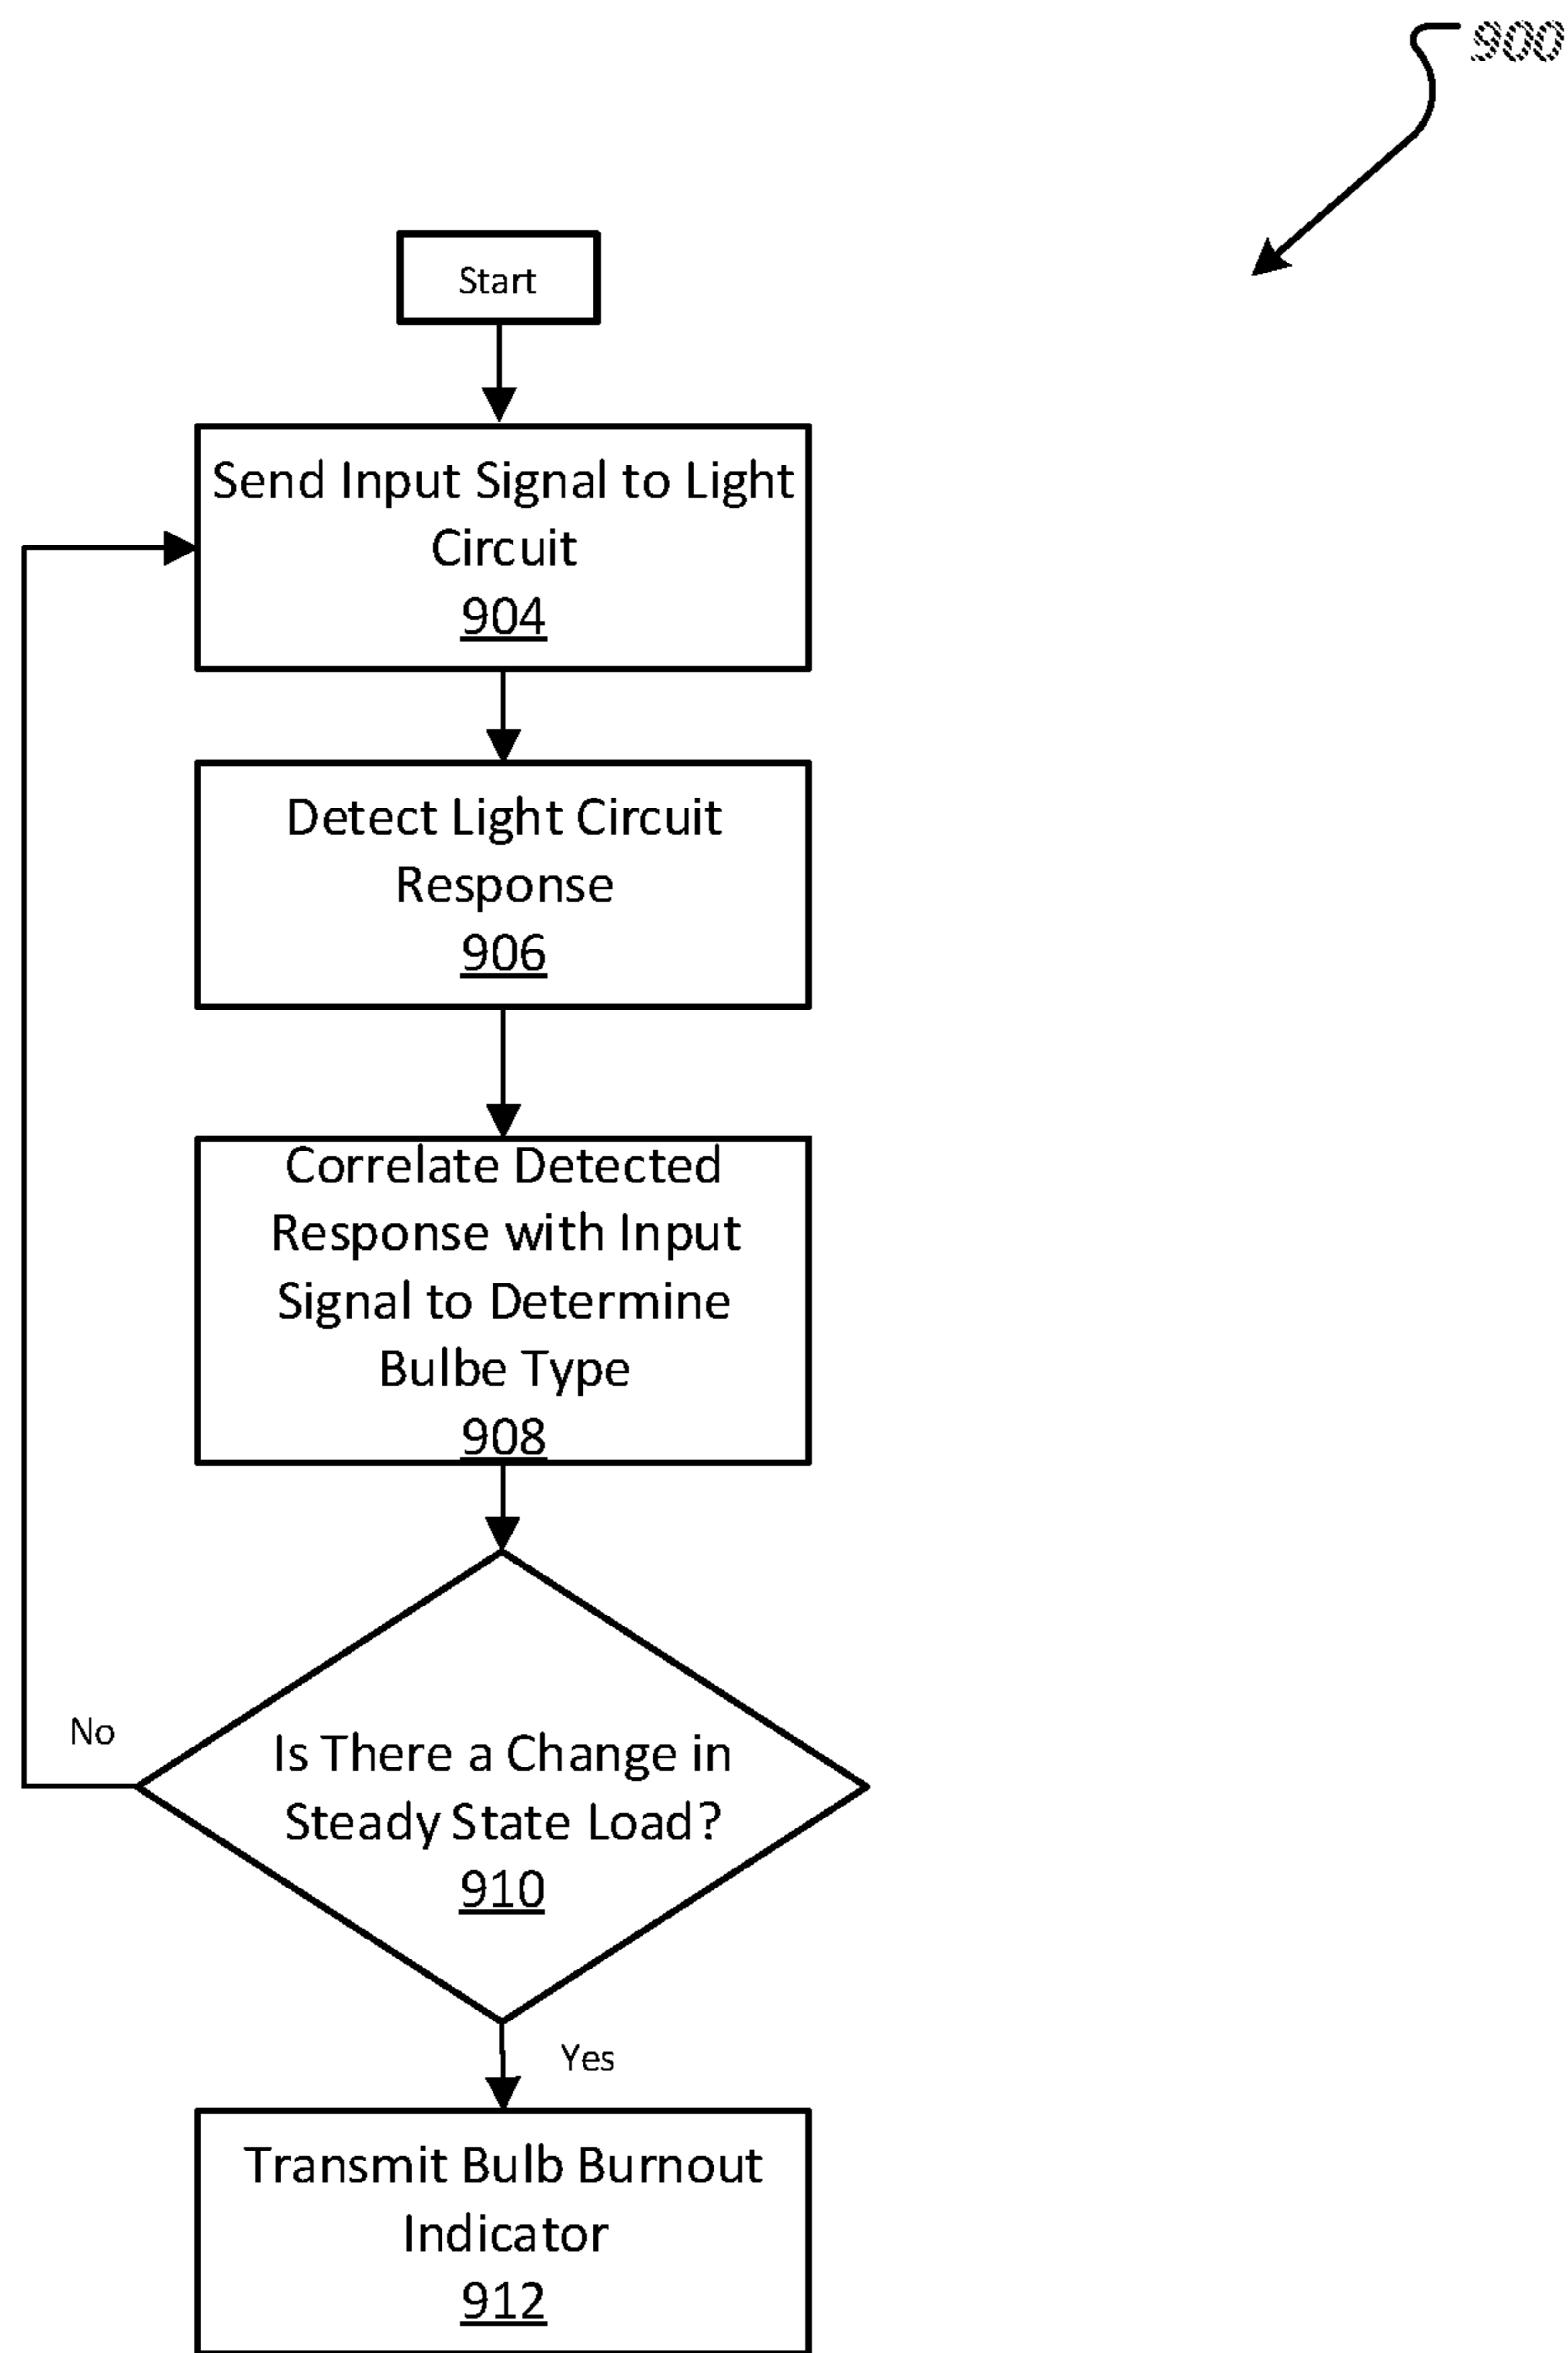 900
Start
Send Input Signal to Light
Circuit
904
Detect Light Circuit
Response
906
Correlate Detected
Response with Input
Signal to Determine
Bulbe Type
908
No
Is There a Change in
Steady State Load?
910
Yes
Transmit Bulb Burnout
Indicator
912